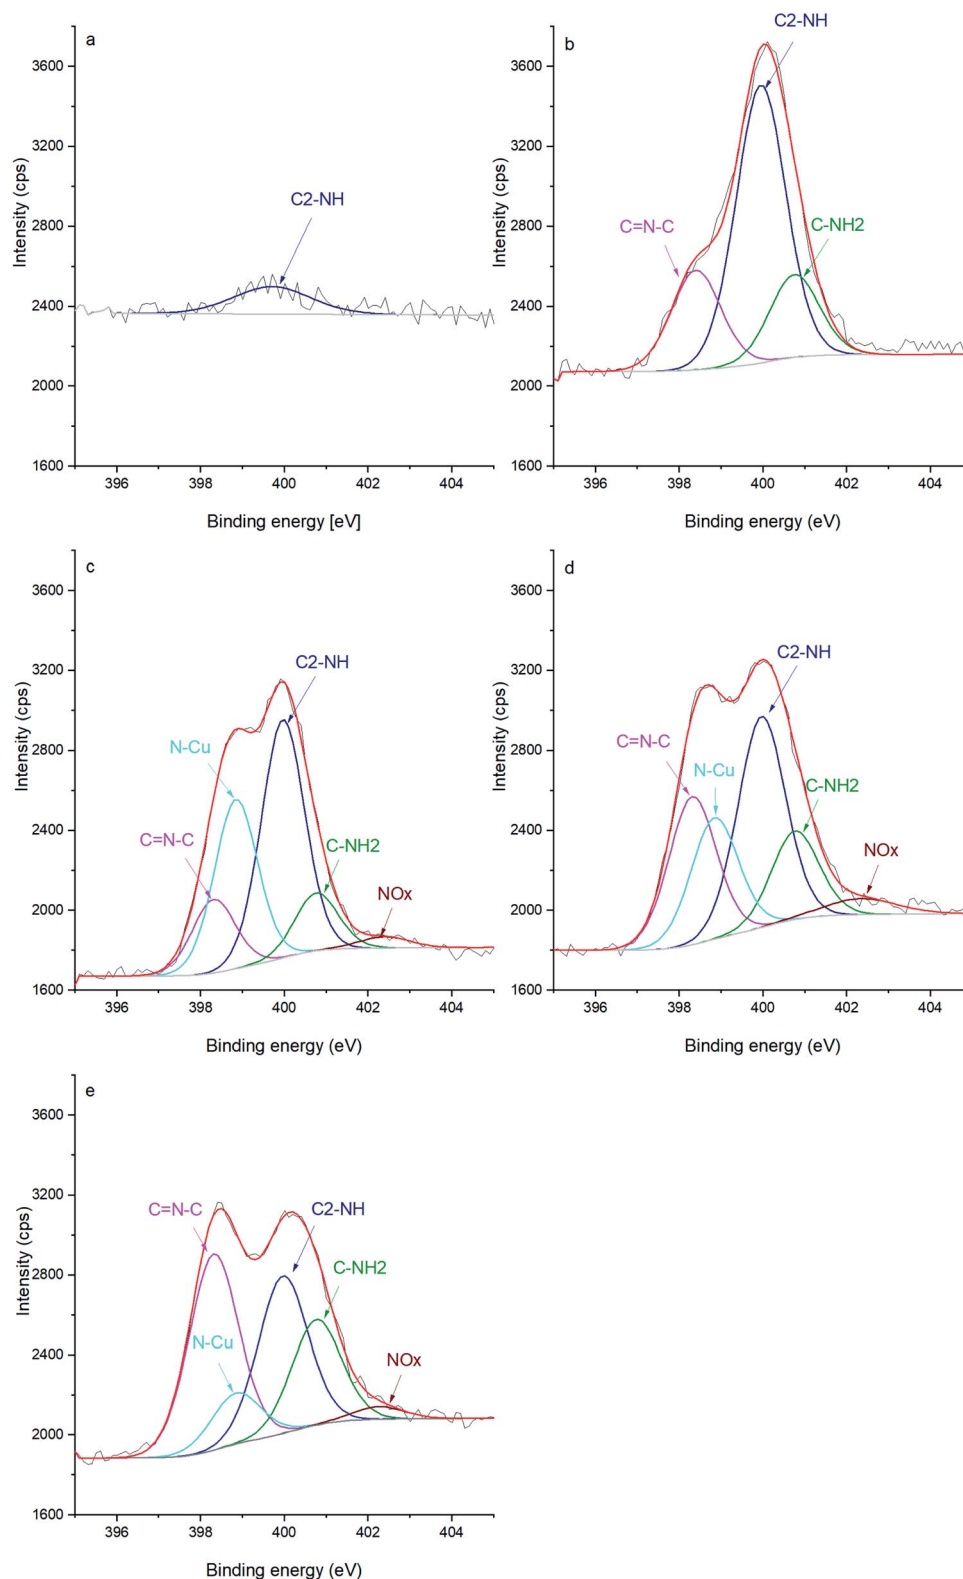 a
3600
3200
2800
2400
2000
1600
Intensity (cps)
C2-NH
396 398 400 402 404
Binding energy [eV]
b
3600
3200
2800
2400
2000
1600
Intensity (cps)
C2-NH
C=N-C
C-NH2
396 398 400 402 404
Binding energy (eV)
c
3600
3200
2800
2400
2000
1600
Intensity (cps)
C2-NH
N-Cu
C=N-C
C-NH2
NOx
396 398 400 402 404
Binding energy (eV)
d
3600
3200
2800
2400
2000
1600
Intensity (cps)
C2-NH
C=N-C
N-Cu
C-NH2
NOx
396 398 400 402 404
Binding energy (eV)
e
3600
3200
2800
2400
2000
1600
Intensity (cps)
C=N-C
C2-NH
C-NH2
N-Cu
NOx
396 398 400 402 404
Binding energy (eV)